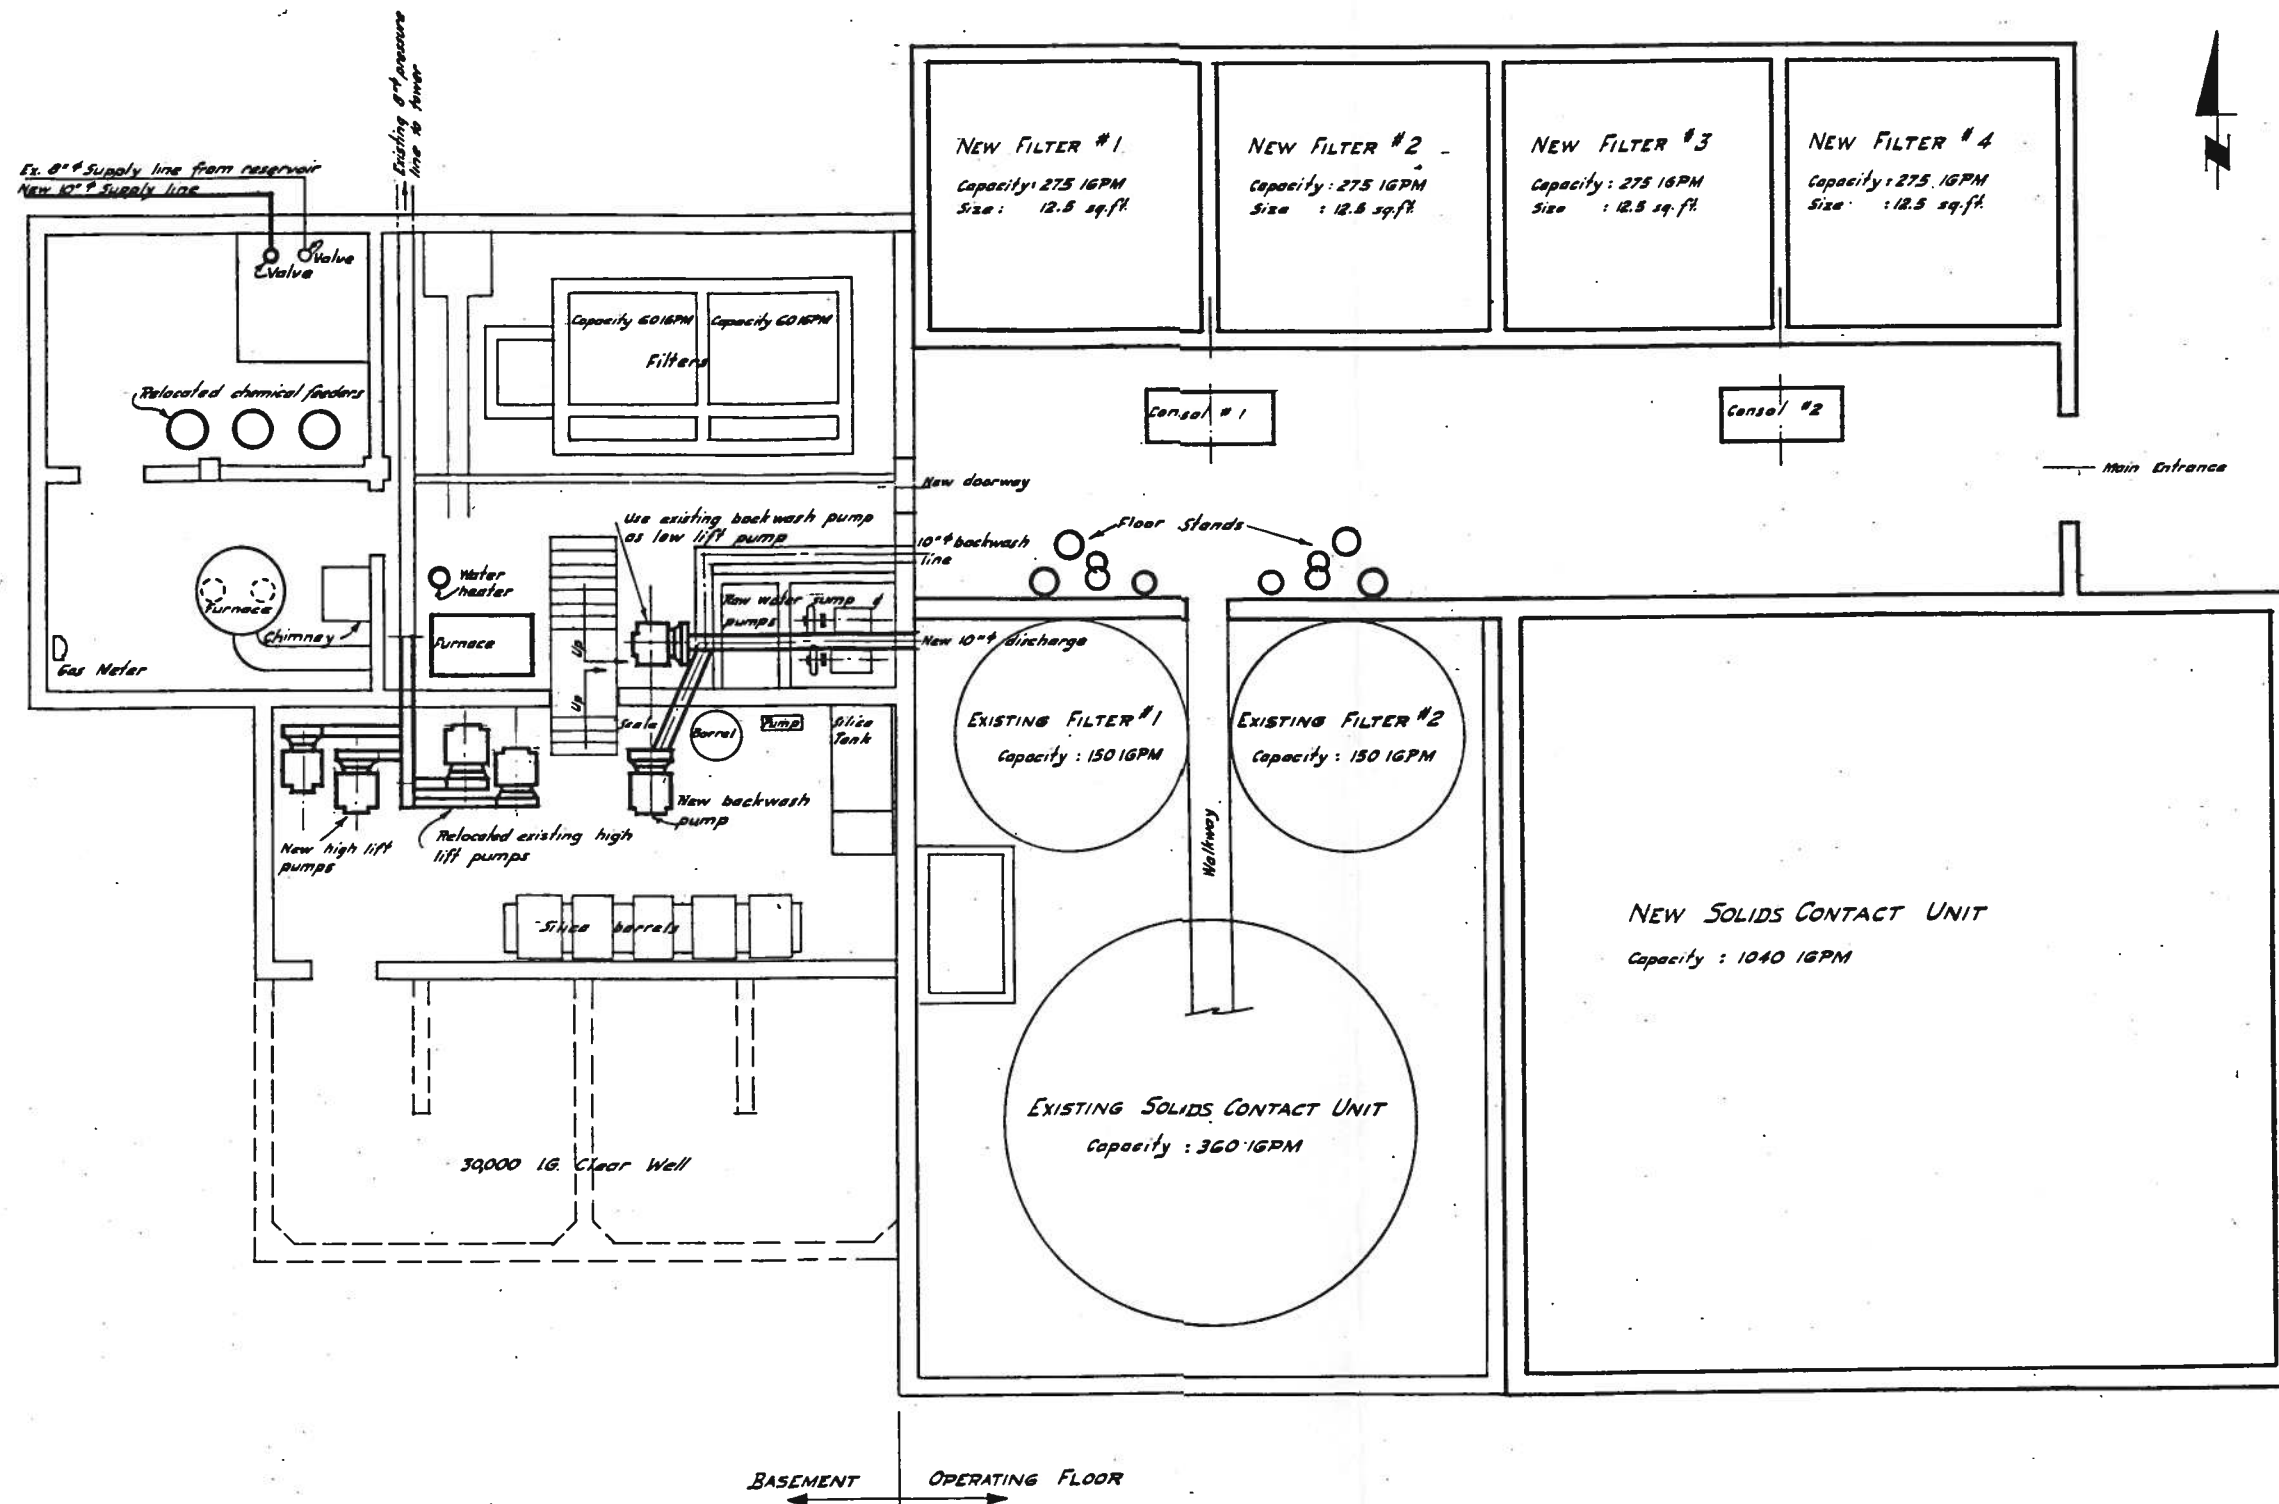 Existing 8"φ pressure
line to tower
Ex. 8"φ Supply line from reservoir
New 10"φ Supply line
Valve
Valve
Relocated chemical feeders
Capacity 60 IGPM
Capacity 60 IGPM
Filters
NEW FILTER #1
Capacity: 275 IGPM
Size: 12.5 sq.ft.
NEW FILTER #2
Capacity: 275 IGPM
Size : 12.5 sq.ft.
NEW FILTER #3
Capacity: 275 IGPM
Size : 12.5 sq.ft.
NEW FILTER #4
Capacity: 275 IGPM
Size : 12.5 sq.ft.
N
Consol #1
Consol #2
Main Entrance
New doorway
Use existing backwash pump
as low lift pump
10"φ backwash
line
Floor Stands
Water
heater
Furnace
Chimney
Furnace
Gas Meter
Up
Up
Raw water sump &
pumps
New 10"φ discharge
Scale
Barrel
Pump
Silica
Tank
New high lift
pumps
Relocated existing high
lift pumps
New backwash
pump
Silica barrels
30,000 I.G. Clear Well
EXISTING FILTER #1
Capacity : 150 IGPM
EXISTING FILTER #2
Capacity : 150 IGPM
Walkway
EXISTING SOLIDS CONTACT UNIT
Capacity : 360 IGPM
NEW SOLIDS CONTACT UNIT
Capacity : 1040 IGPM
BASEMENT
OPERATING FLOOR